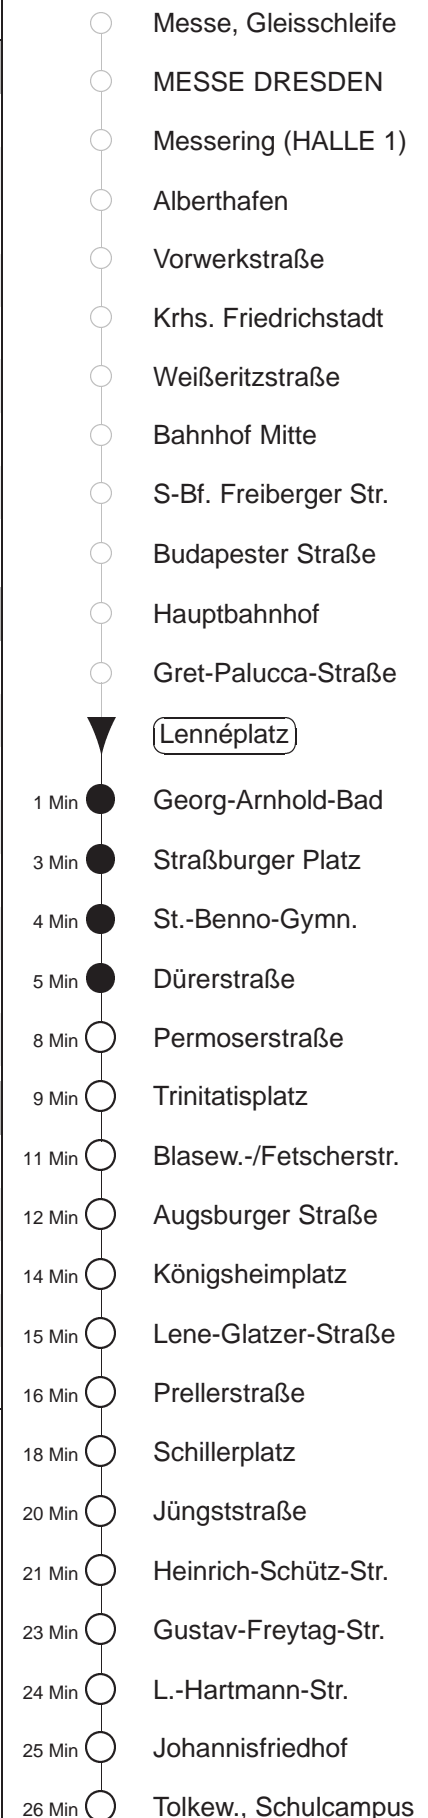 Messe, Gleisschleife
MESSE DRESDEN
Messering (HALLE 1)
Alberthafen
Vorwerkstraße
Krhs. Friedrichstadt
Weißeritzstraße
Bahnhof Mitte
S-Bf. Freiberger Str.
Budapester Straße
Hauptbahnhof
Gret-Palucca-Straße
Lennéplatz
1 Min Georg-Arnhold-Bad
3 Min Straßburger Platz
4 Min St.-Benno-Gymn.
5 Min Dürerstraße
8 Min Permoserstraße
9 Min Trinitatisplatz
11 Min Blasew.-/Fetscherstr.
12 Min Augsburger Straße
14 Min Königsheimplatz
15 Min Lene-Glatzer-Straße
16 Min Prellerstraße
18 Min Schillerplatz
20 Min Jüngststraße
21 Min Heinrich-Schütz-Str.
23 Min Gustav-Freytag-Str.
24 Min L.-Hartmann-Str.
25 Min Johannisfriedhof
26 Min Tolkew., Schulcampus